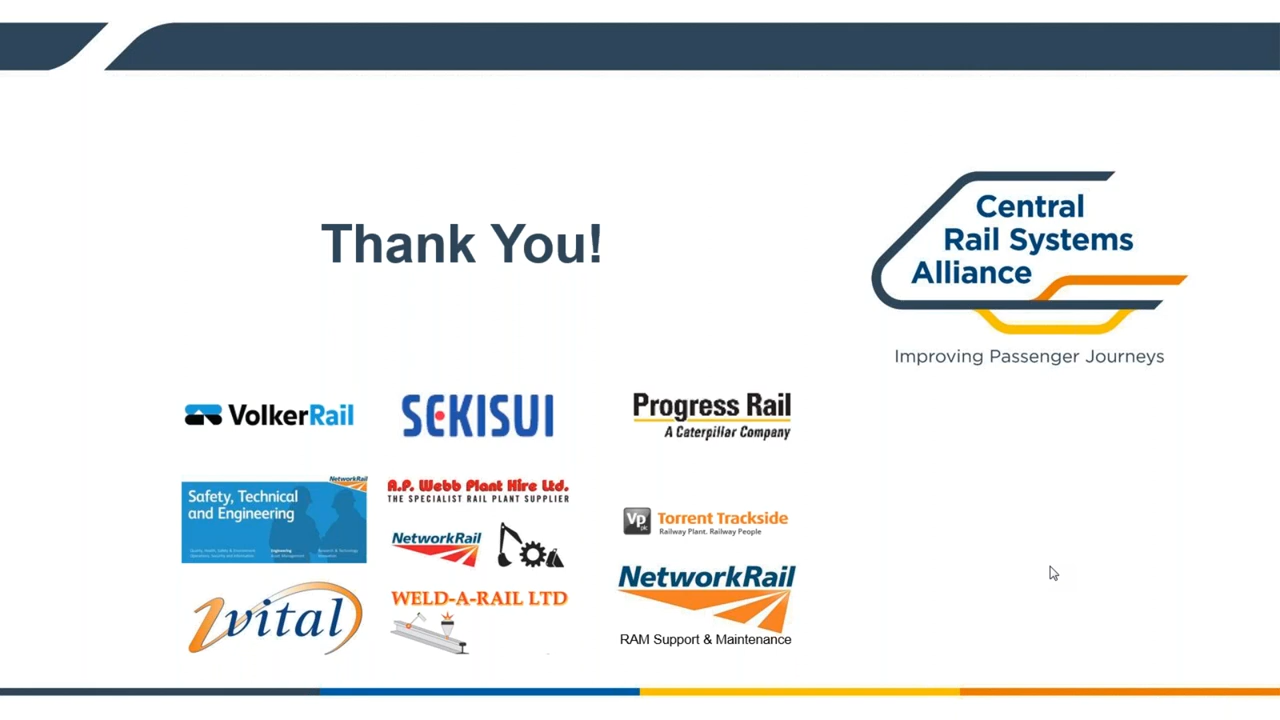 Thank You!
Central
Rail Systems
Alliance
Improving Passenger Journeys
VolkerRail
SEKISUI
Progress Rail
A Caterpillar Company
NetworkRail
Safety, Technical
and Engineering
A.P. Webb Plant Hire Ltd.
THE SPECIALIST RAIL PLANT SUPPLIER
NetworkRail
Vp plc
Torrent Trackside
Railway Plant. Railway People
vital
WELD-A-RAIL LTD
NetworkRail
RAM Support & Maintenance